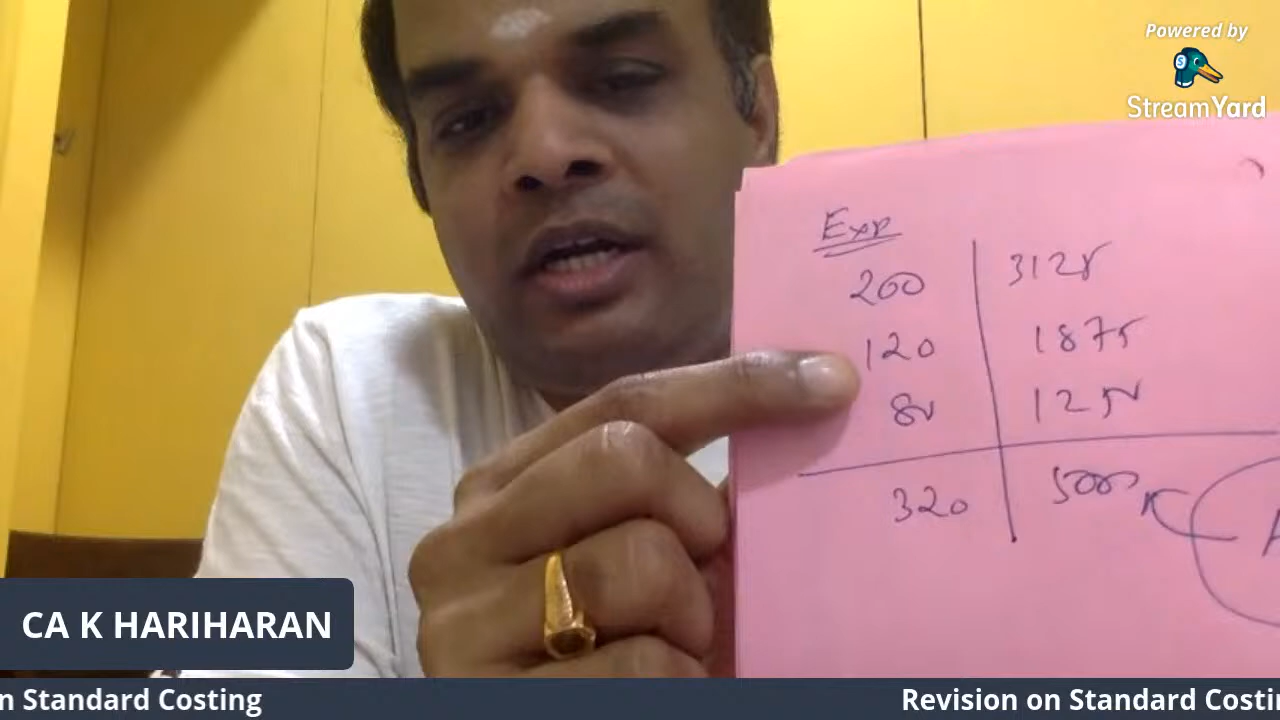 Powered by
StreamYard
Exp
200 3125
120 1875
80
320 5000
CA K HARIHARAN
n Standard Costing Revision on Standard Costi